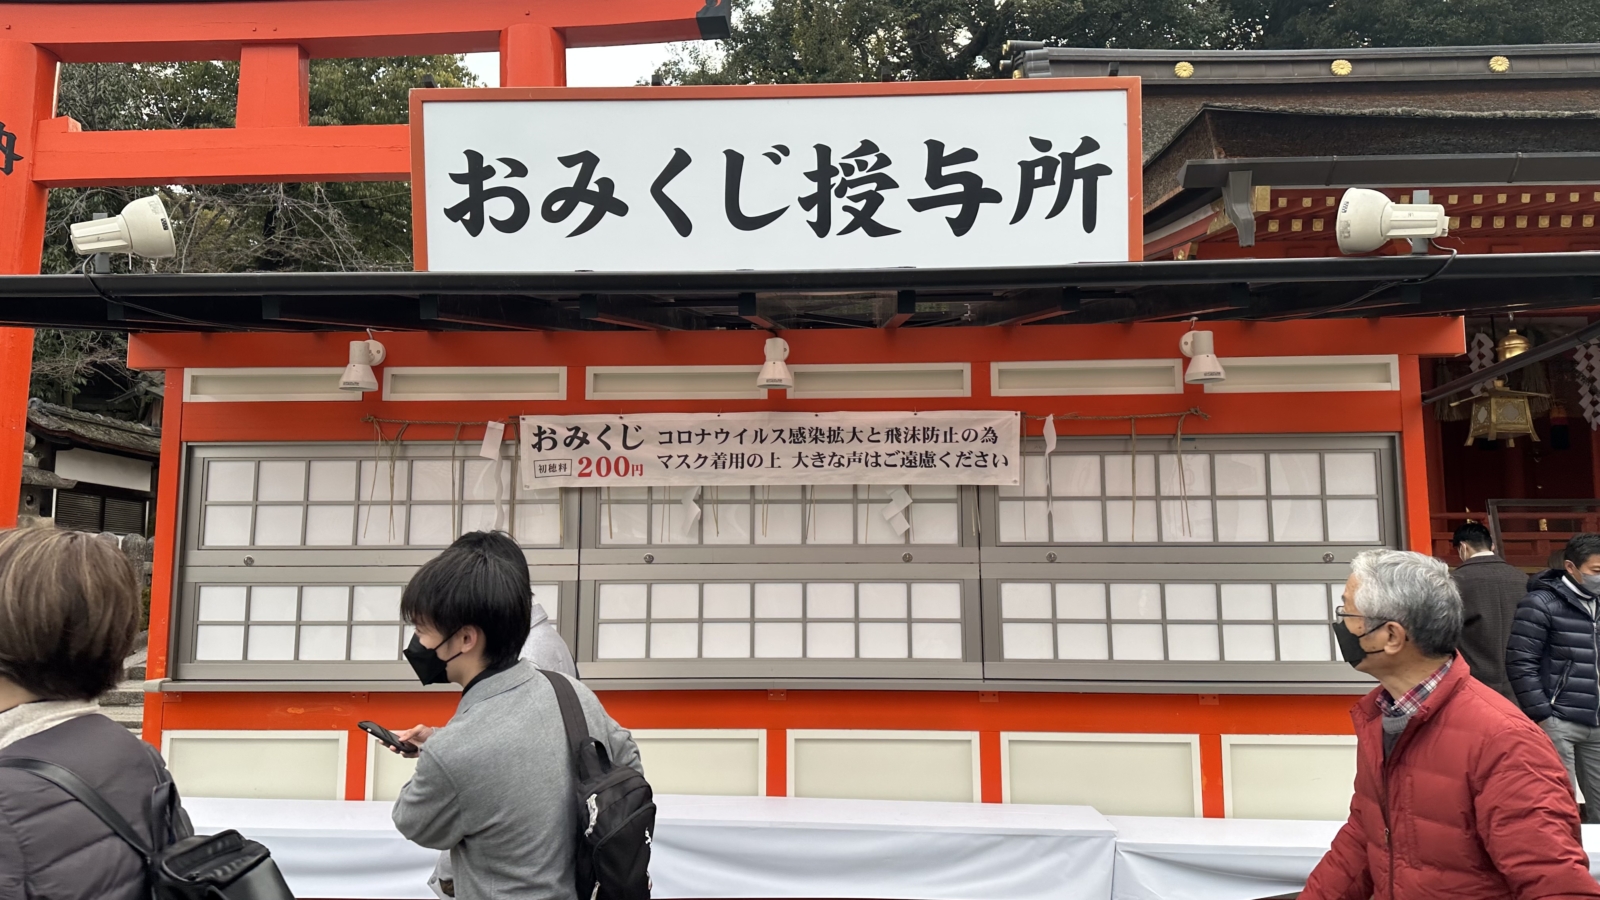 おみくじ授与所
おみくじ
初穂料 200円
コロナウイルス感染拡大と飛沫防止の為
マスク着用の上 大きな声はご遠慮ください